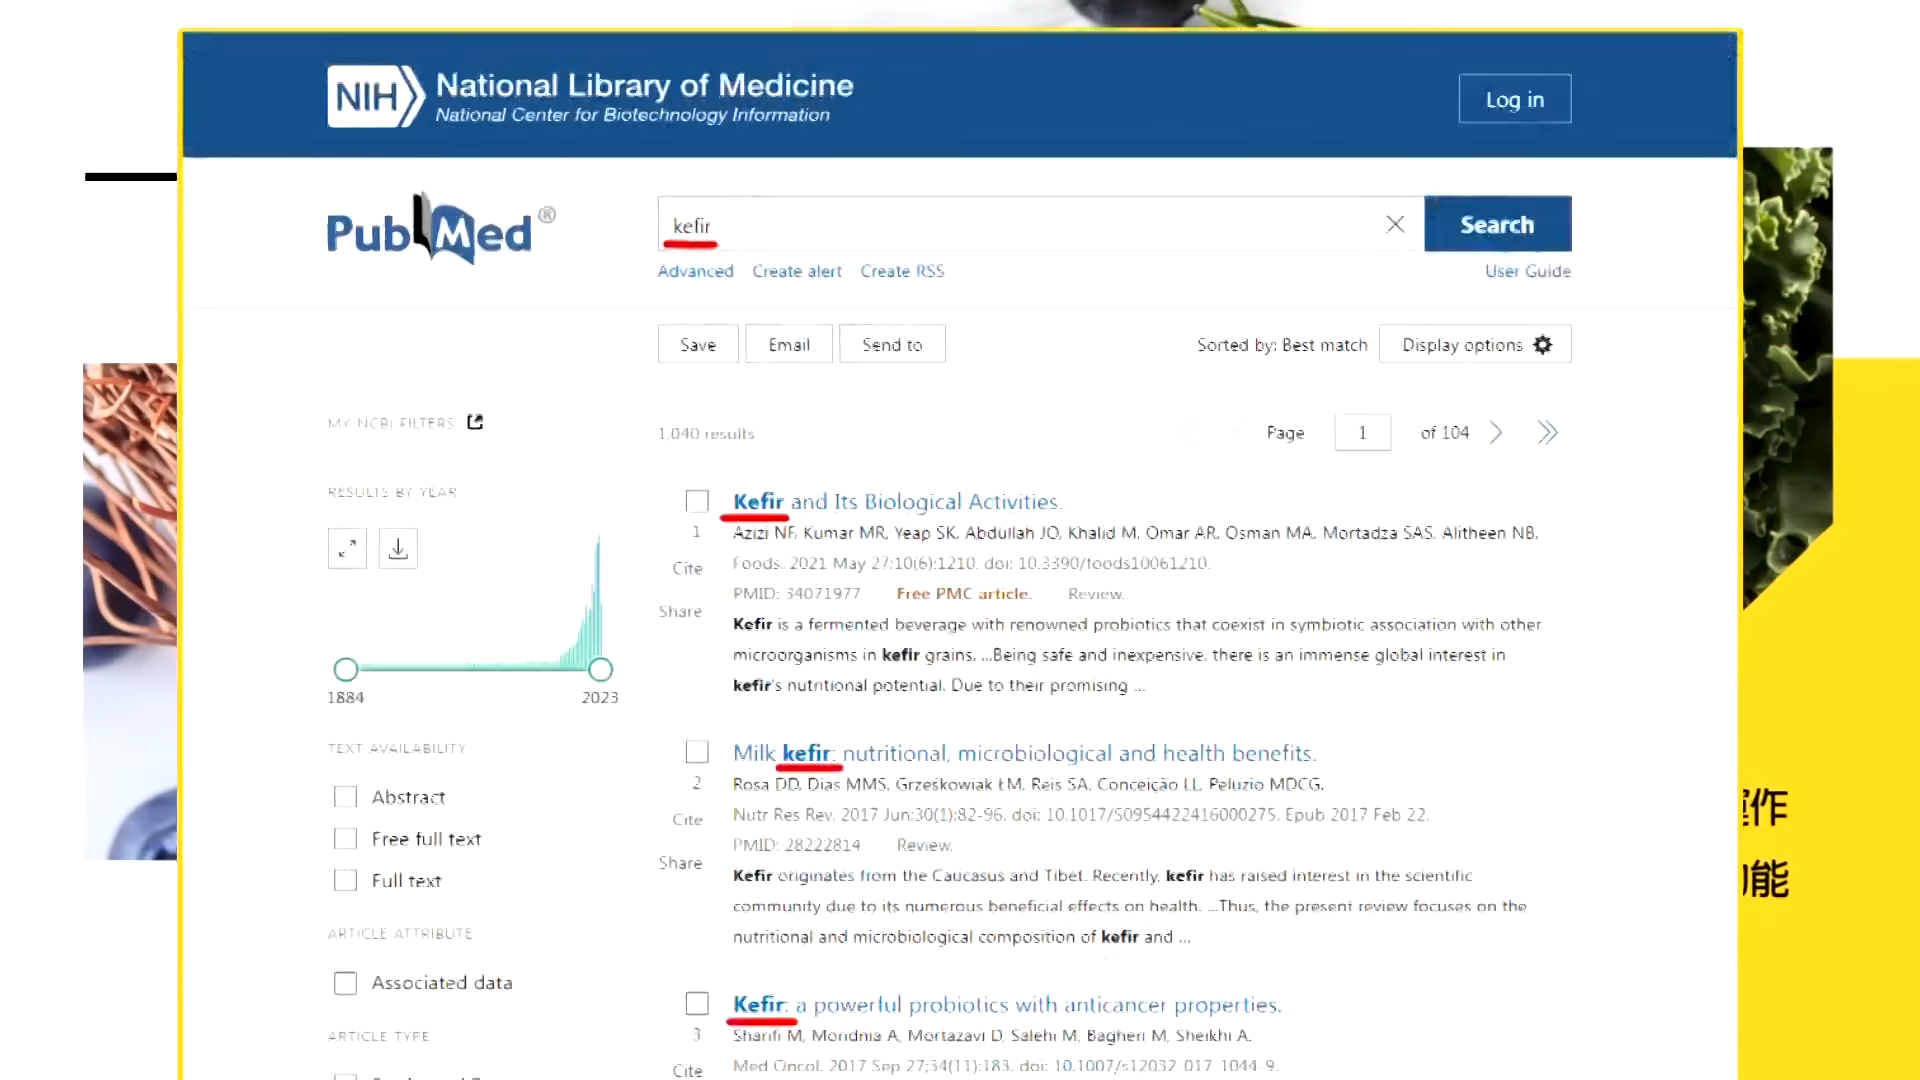 NIH National Library of Medicine
National Center for Biotechnology Information
Log in
PubMed®
kefir
Search
Advanced Create alert Create RSS
User Guide
Save Email Send to
Sorted by: Best match Display options
MY NCBI FILTERS
1,040 results
Page 1 of 104
RESULTS BY YEAR
1884 2023
TEXT AVAILABILITY
Abstract
Free full text
Full text
ARTICLE ATTRIBUTE
Associated data
ARTICLE TYPE
Kefir and Its Biological Activities.
1
Azizi NF, Kumar MR, Yeap SK, Abdullah JO, Khalid M, Omar AR, Osman MA, Mortadza SAS, Alitheen NB.
Cite
Foods. 2021 May 27;10(6):1210. doi: 10.3390/foods10061210.
PMID: 34071977 Free PMC article. Review.
Share
Kefir is a fermented beverage with renowned probiotics that coexist in symbiotic association with other
microorganisms in kefir grains. ...Being safe and inexpensive, there is an immense global interest in
kefir's nutritional potential. Due to their promising ...
Milk kefir: nutritional, microbiological and health benefits.
2
Rosa DD, Dias MMS, Grześkowiak ŁM, Reis SA, Conceição LL, Peluzio MDCG.
Cite
Nutr Res Rev. 2017 Jun;30(1):82-96. doi: 10.1017/S0954422416000275. Epub 2017 Feb 22.
PMID: 28222814 Review.
Share
Kefir originates from the Caucasus and Tibet. Recently, kefir has raised interest in the scientific
community due to its numerous beneficial effects on health. ...Thus, the present review focuses on the
nutritional and microbiological composition of kefir and ...
Kefir: a powerful probiotics with anticancer properties.
3
Sharifi M, Moridnia A, Mortazavi D, Salehi M, Bagheri M, Sheikhi A.
Cite
Med Oncol. 2017 Sep 27;34(11):183. doi: 10.1007/s12032-017-1044-9.
作
能